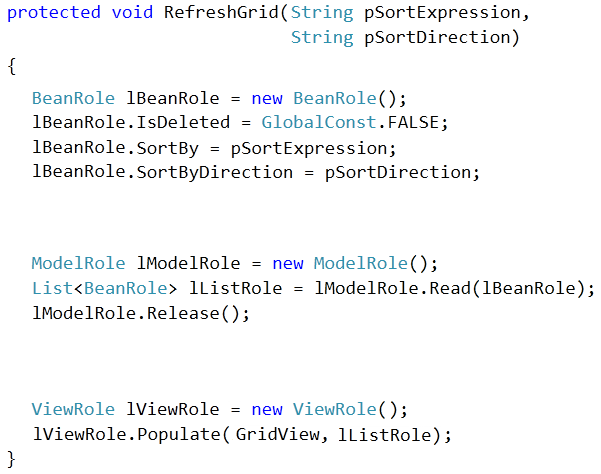 protected void RefreshGrid(String pSortExpression,
String pSortDirection)
{
BeanRole lBeanRole = new BeanRole();
lBeanRole.IsDeleted = GlobalConst.FALSE;
lBeanRole.SortBy = pSortExpression;
lBeanRole.SortByDirection = pSortDirection;
ModelRole lModelRole = new ModelRole();
List<BeanRole> lListRole = lModelRole.Read(lBeanRole);
lModelRole.Release();
ViewRole lViewRole = new ViewRole();
lViewRole.Populate( GridView, lListRole);
}